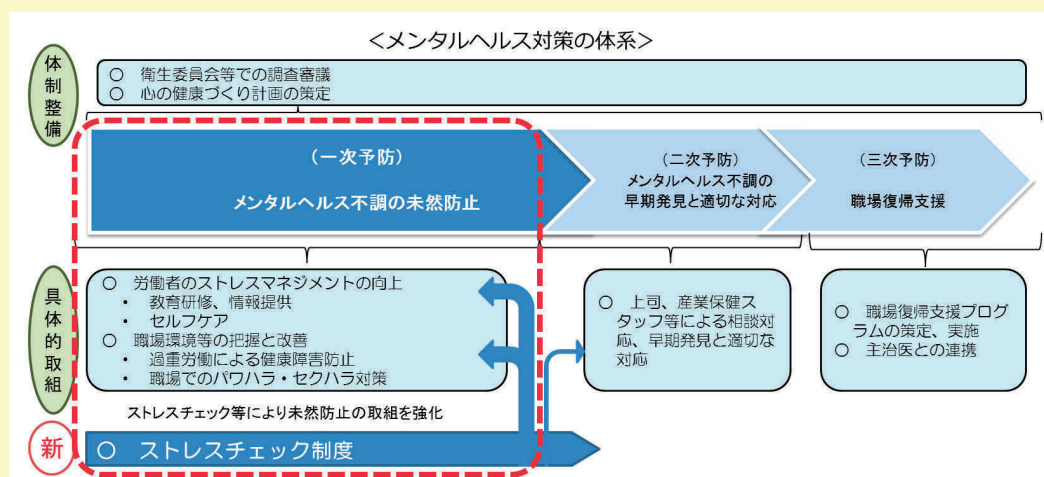 ＜メンタルヘルス対策の体系＞
体制整備
○ 衛生委員会等での調査審議
○ 心の健康づくり計画の策定
（一次予防）
メンタルヘルス不調の未然防止
（二次予防）
メンタルヘルス不調の
早期発見と適切な対応
（三次予防）
職場復帰支援
具体的取組
○ 労働者のストレスマネジメントの向上
・ 教育研修、情報提供
・ セルフケア
○ 職場環境等の把握と改善
・ 過重労働による健康障害防止
・ 職場でのパワハラ・セクハラ対策
○ 上司、産業保健ス
タッフ等による相談対
応、早期発見と適切な
対応
○ 職場復帰支援プログ
ラムの策定、実施
○ 主治医との連携
ストレスチェック等により未然防止の取組を強化
新
○ ストレスチェック制度